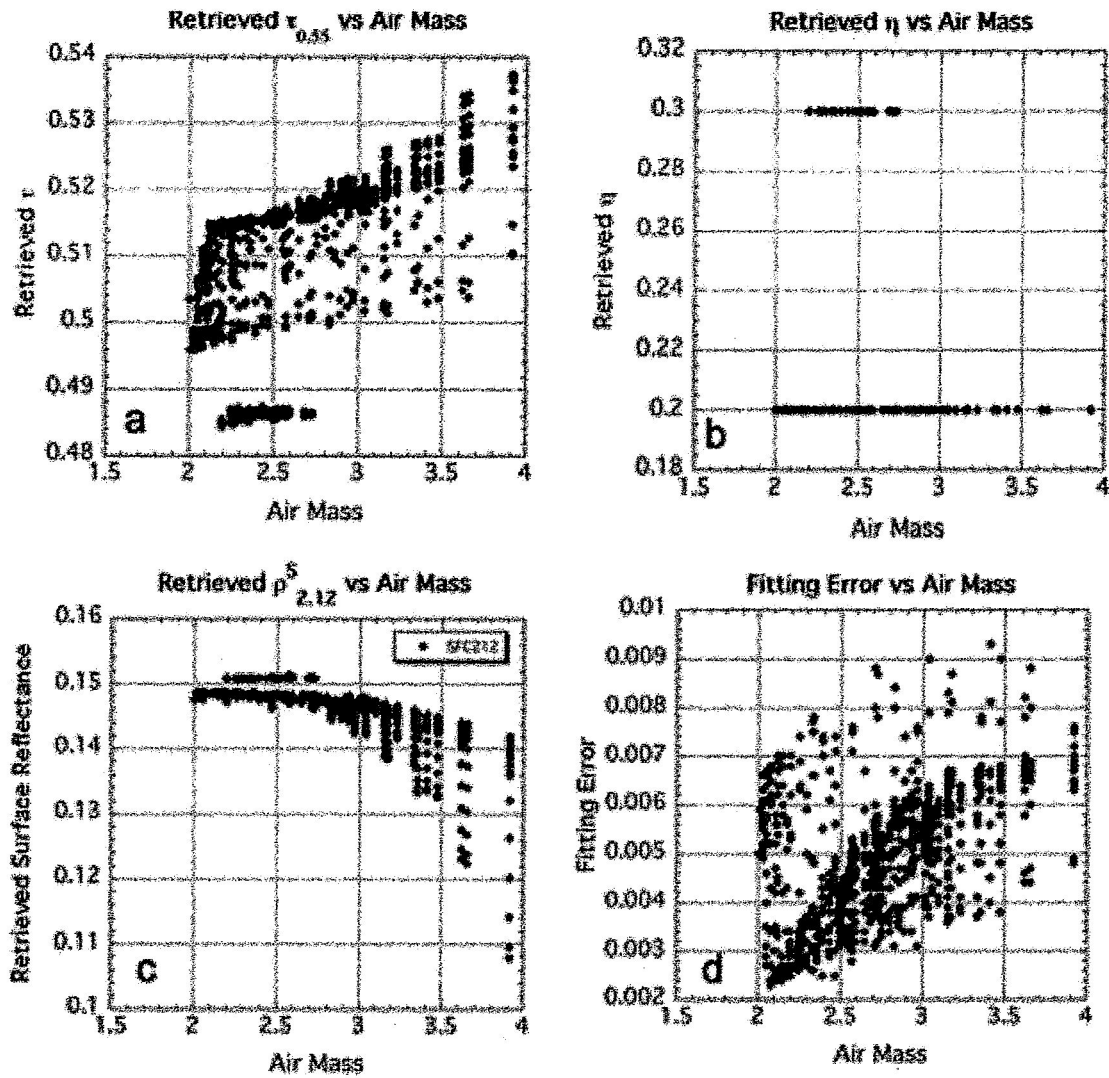 Retrieved τ0.55 vs Air Mass
0.54
0.53
0.52
0.51
0.5
0.49
0.48
Retrieved τ
a
1.5 2 2.5 3 3.5 4
Air Mass
Retrieved η vs Air Mass
0.32
0.3
0.28
0.26
0.24
0.22
0.2
0.18
Retrieved η
b
1.5 2 2.5 3 3.5 4
Air Mass
Retrieved ρS2.12 vs Air Mass
0.16
0.15
0.14
0.13
0.12
0.11
0.1
Retrieved Surface Reflectance
SFC212
c
1.5 2 2.5 3 3.5 4
Air Mass
Fitting Error vs Air Mass
0.01
0.009
0.008
0.007
0.006
0.005
0.004
0.003
0.002
Fitting Error
d
1.5 2 2.5 3 3.5 4
Air Mass